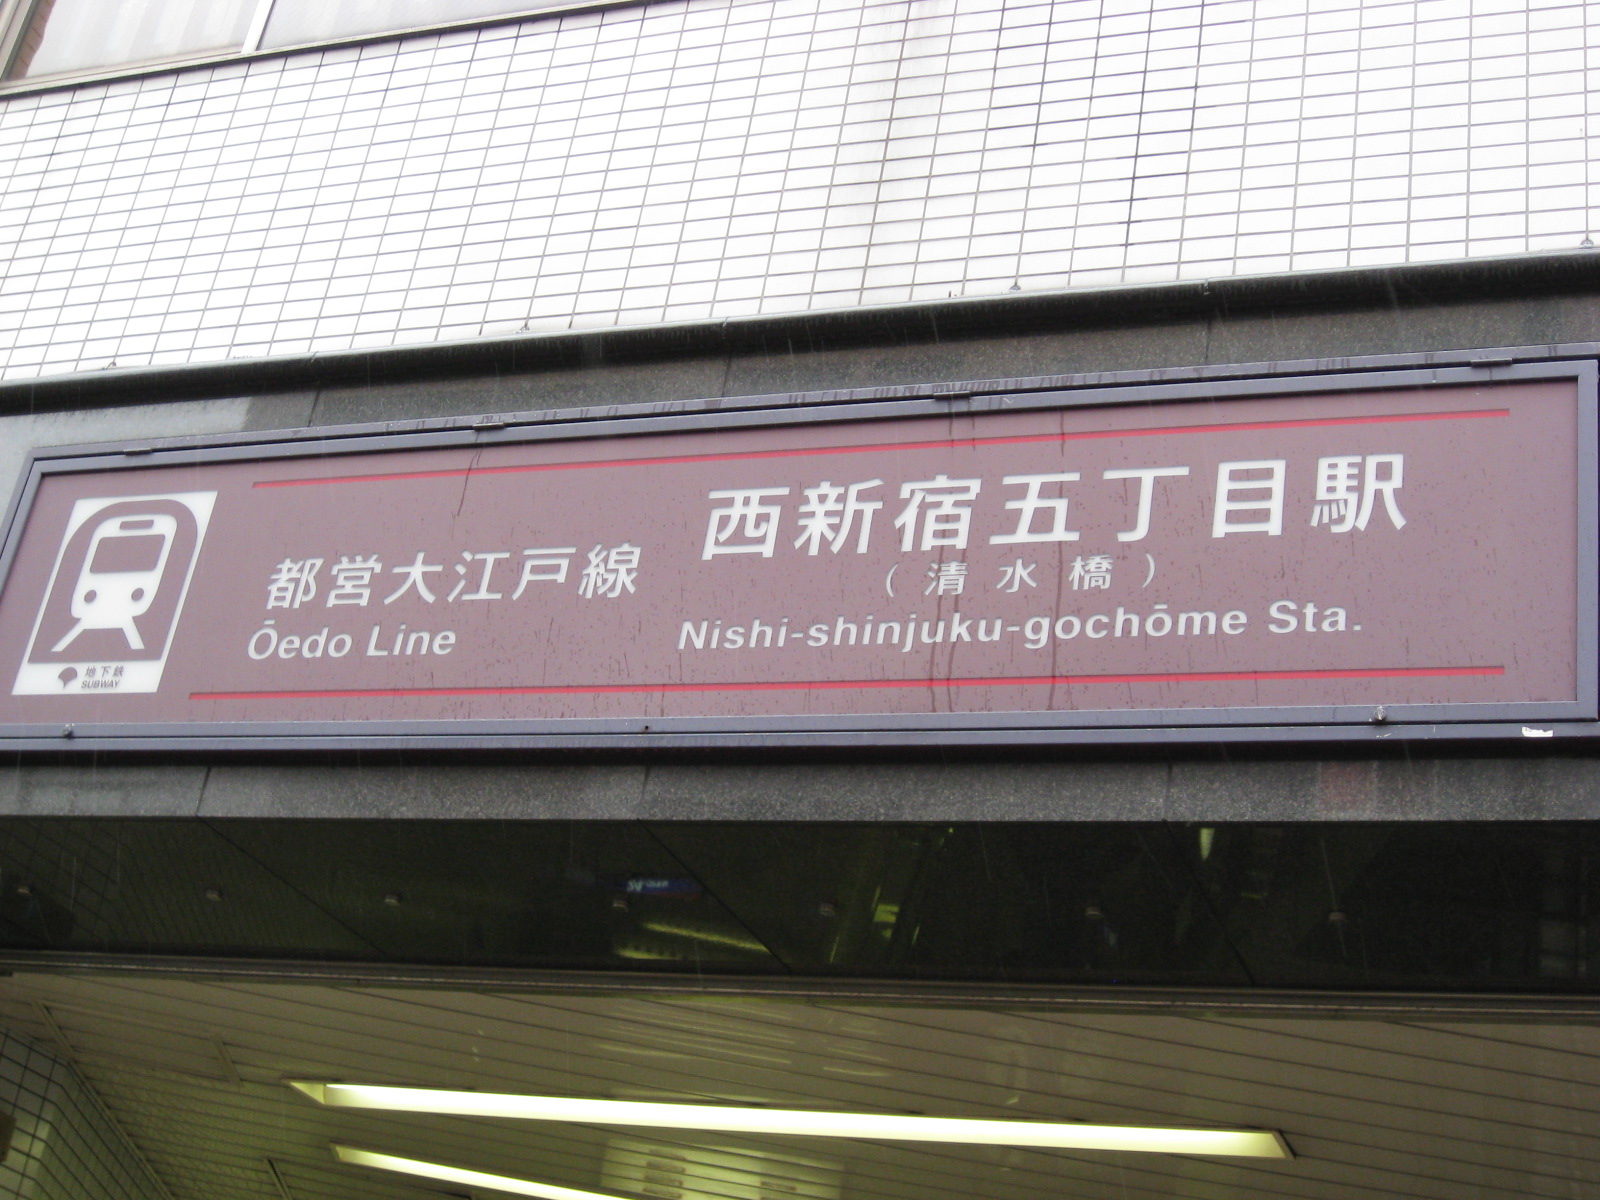 地下鉄
SUBWAY
都営大江戸線
Ōedo Line
西新宿五丁目駅
(清水橋)
Nishi-shinjuku-gochōme Sta.